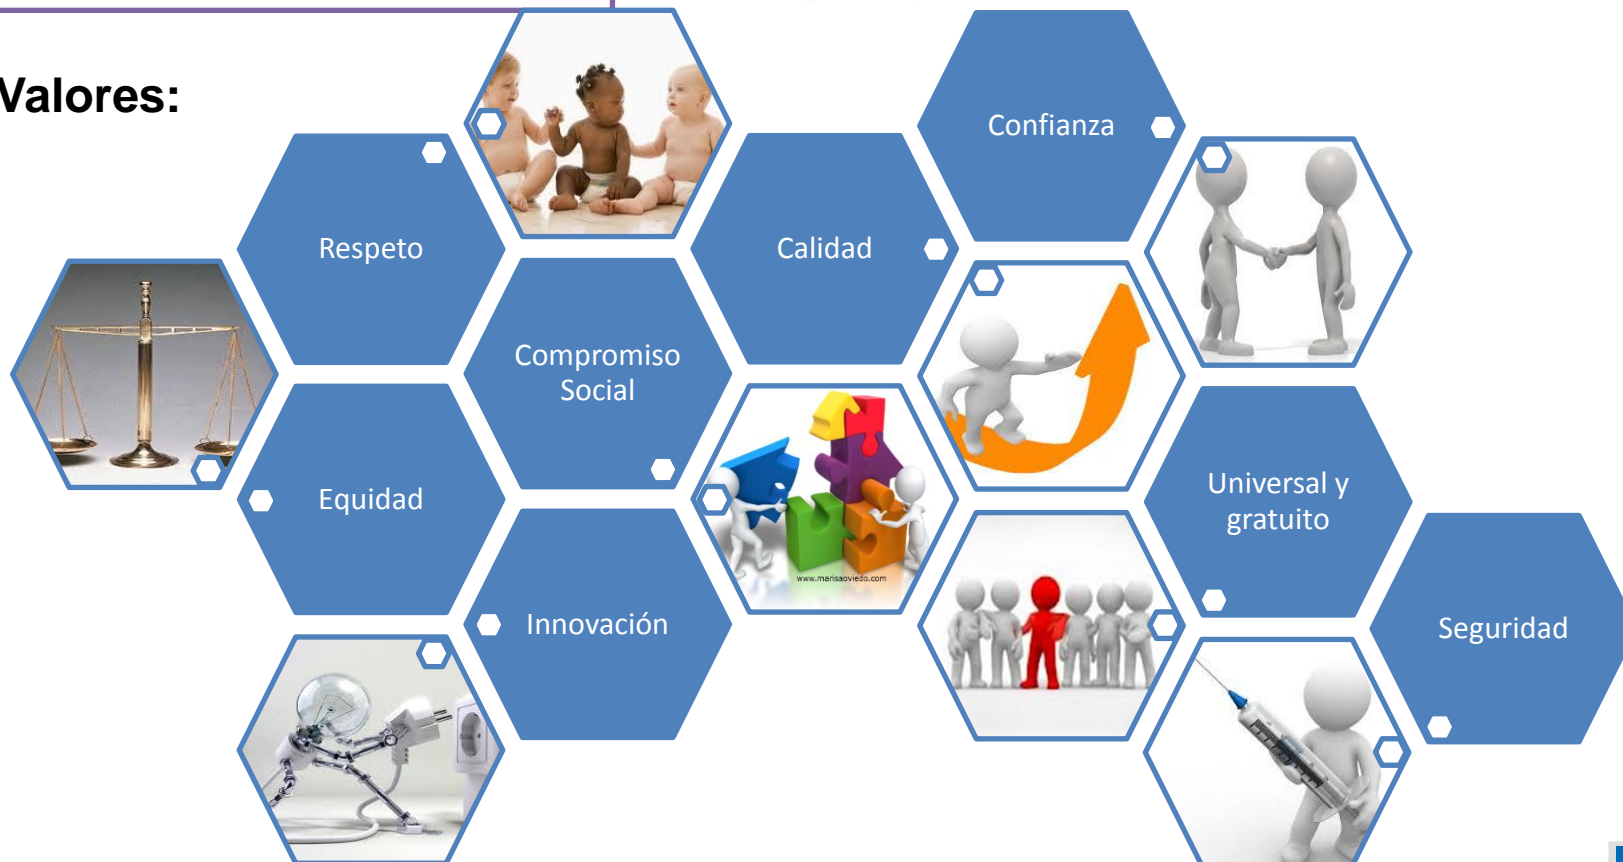 Valores:
Confianza
Respeto
Calidad
Compromiso
Social
Equidad
Universal y
gratuito
www.marisaoviedo.com
Innovación
Seguridad